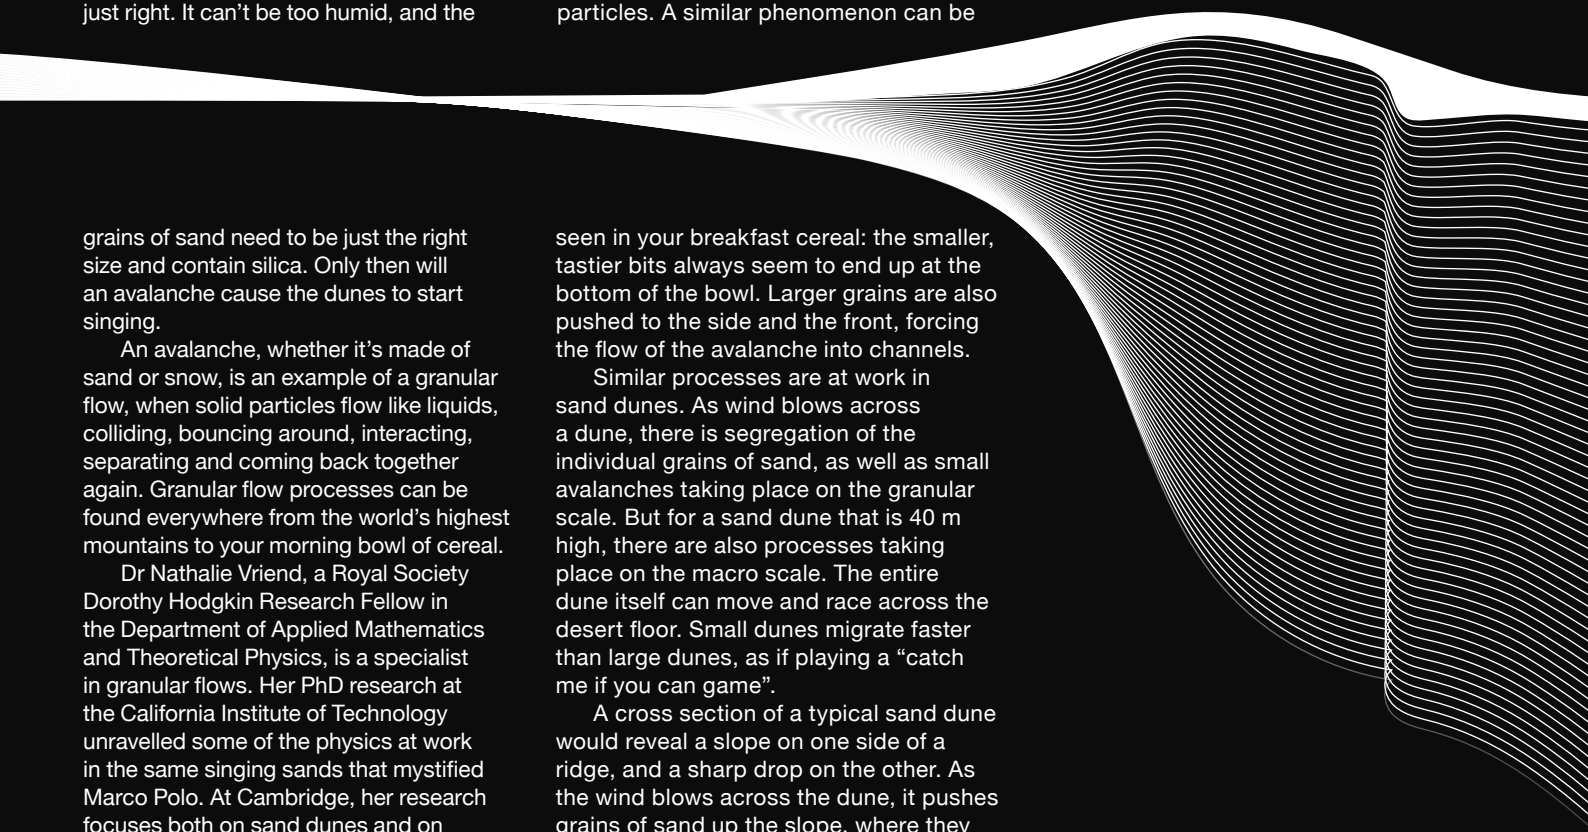 just right. It can’t be too humid, and the
grains of sand need to be just the right
size and contain silica. Only then will
an avalanche cause the dunes to start
singing.
An avalanche, whether it’s made of
sand or snow, is an example of a granular
flow, when solid particles flow like liquids,
colliding, bouncing around, interacting,
separating and coming back together
again. Granular flow processes can be
found everywhere from the world’s highest
mountains to your morning bowl of cereal.
Dr Nathalie Vriend, a Royal Society
Dorothy Hodgkin Research Fellow in
the Department of Applied Mathematics
and Theoretical Physics, is a specialist
in granular flows. Her PhD research at
the California Institute of Technology
unravelled some of the physics at work
in the same singing sands that mystified
Marco Polo. At Cambridge, her research
focuses both on sand dunes and on
particles. A similar phenomenon can be
seen in your breakfast cereal: the smaller,
tastier bits always seem to end up at the
bottom of the bowl. Larger grains are also
pushed to the side and the front, forcing
the flow of the avalanche into channels.
Similar processes are at work in
sand dunes. As wind blows across
a dune, there is segregation of the
individual grains of sand, as well as small
avalanches taking place on the granular
scale. But for a sand dune that is 40 m
high, there are also processes taking
place on the macro scale. The entire
dune itself can move and race across the
desert floor. Small dunes migrate faster
than large dunes, as if playing a “catch
me if you can game”.
A cross section of a typical sand dune
would reveal a slope on one side of a
ridge, and a sharp drop on the other. As
the wind blows across the dune, it pushes
grains of sand up the slope, where they